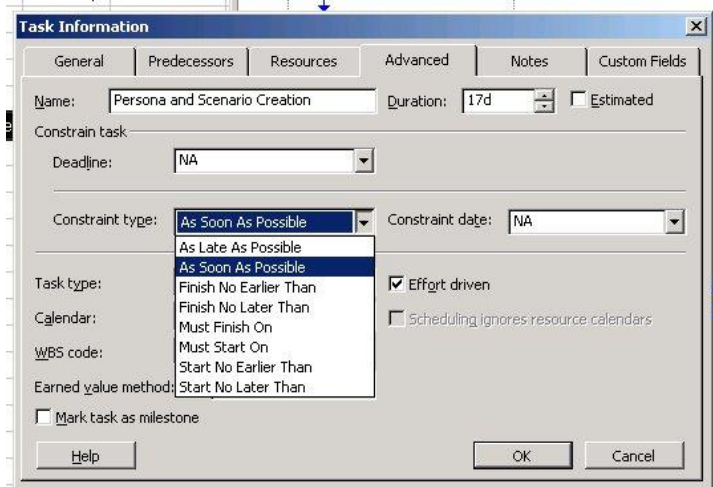 Task Information
General Predecessors Resources Advanced Notes Custom Fields
Name: Persona and Scenario Creation Duration: 17d Estimated
Constrain task
Deadline: NA
Constraint type: As Soon As Possible Constraint date: NA
As Late As Possible
As Soon As Possible
Task type: Finish No Earlier Than Effort driven
Finish No Later Than
Calendar: Must Finish On Scheduling ignores resource calendars
Must Start On
WBS code: Start No Earlier Than
Earned value method: Start No Later Than
Mark task as milestone
Help OK Cancel